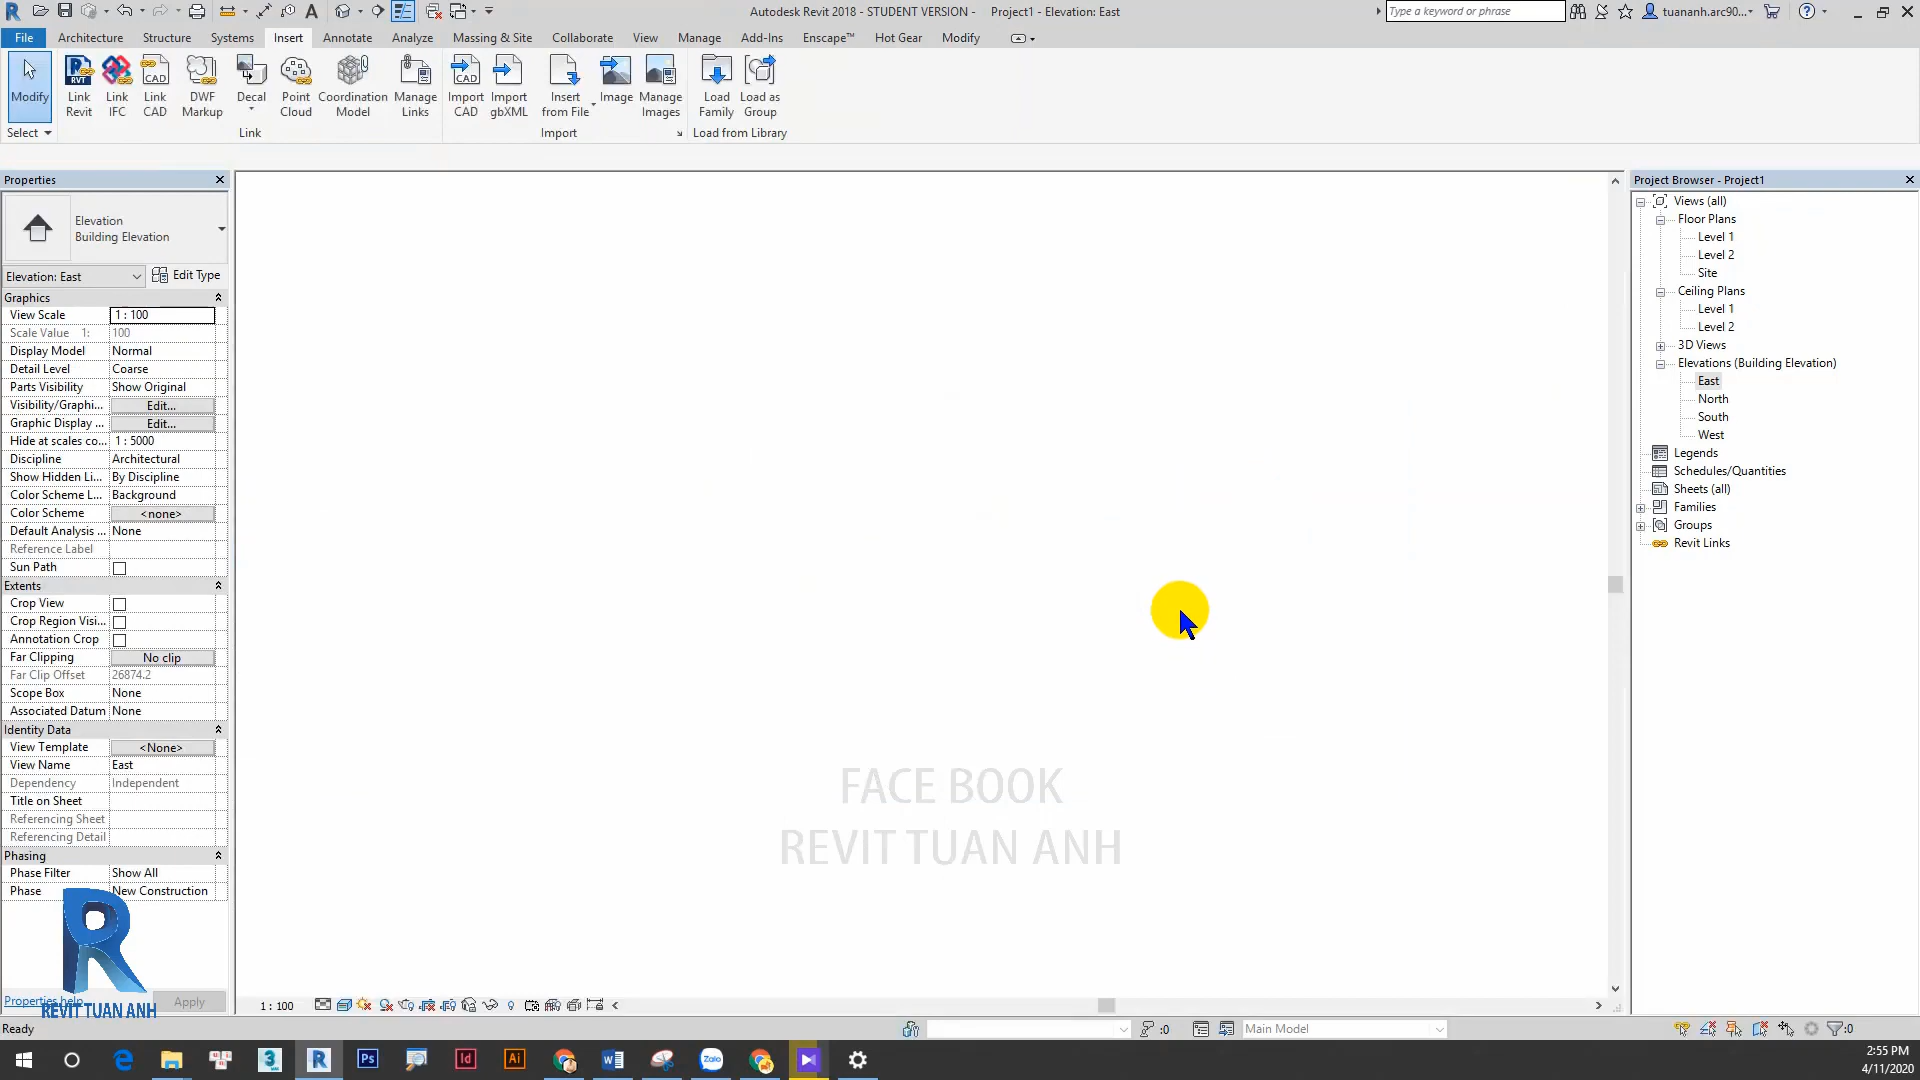 Autodesk Revit 2018 - STUDENT VERSION - Project1 - Elevation: East
Type a keyword or phrase
tuananh.arc90...
File Architecture Structure Systems Insert Annotate Analyze Massing & Site Collaborate View Manage Add-Ins Enscape™ Hot Gear Modify
Modify
Link Revit
Link IFC
Link CAD
DWF Markup
Decal
Point Cloud
Coordination Model
Manage Links
Import CAD
Import gbXML
Insert from File
Image
Manage Images
Load Family
Load as Group
Select
Link
Import
Load from Library
Properties
Elevation
Building Elevation
Elevation: East
Edit Type
Graphics
View Scale 1 : 100
Scale Value 1: 100
Display Model Normal
Detail Level Coarse
Parts Visibility Show Original
Visibility/Graphi... Edit...
Graphic Display ... Edit...
Hide at scales co... 1 : 5000
Discipline Architectural
Show Hidden Li... By Discipline
Color Scheme L... Background
Color Scheme <none>
Default Analysis ... None
Reference Label
Sun Path
Extents
Crop View
Crop Region Visi...
Annotation Crop
Far Clipping No clip
Far Clip Offset 26874.2
Scope Box None
Associated Datum None
Identity Data
View Template <None>
View Name East
Dependency Independent
Title on Sheet
Referencing Sheet
Referencing Detail
Phasing
Phase Filter Show All
Phase New Construction
Properties help
Apply
REVIT TUAN ANH
FACE BOOK
REVIT TUAN ANH
Project Browser - Project1
Views (all)
Floor Plans
Level 1
Level 2
Site
Ceiling Plans
Level 1
Level 2
3D Views
Elevations (Building Elevation)
East
North
South
West
Legends
Schedules/Quantities
Sheets (all)
Families
Groups
Revit Links
1 : 100
Ready
:0
Main Model
:0
2:55 PM
4/11/2020